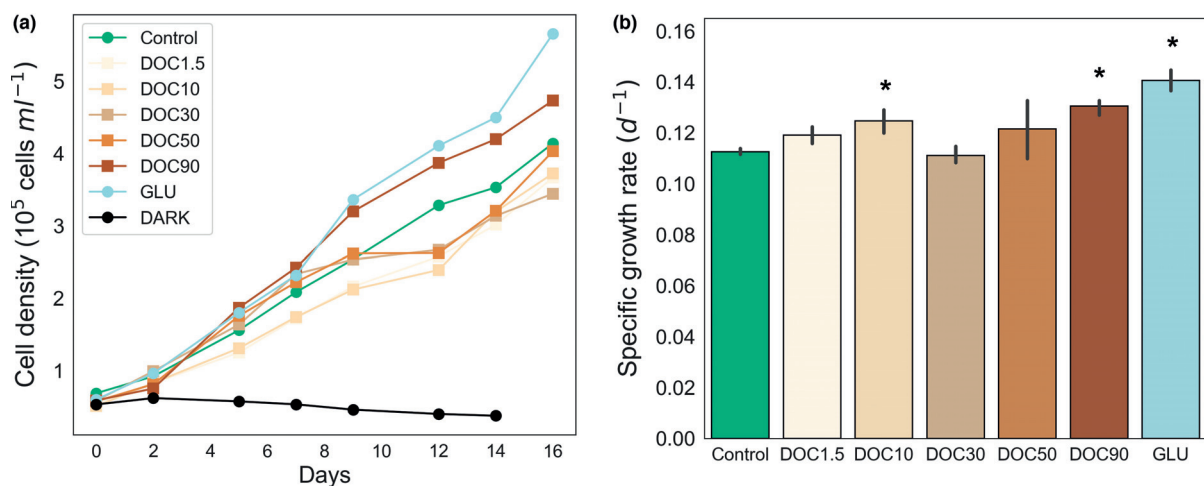 (a)
Cell density (10⁵ cells ml⁻¹)
5
4
3
2
1
Control
DOC1.5
DOC10
DOC30
DOC50
DOC90
GLU
DARK
0 2 4 6 8 10 12 14 16
Days
(b)
Specific growth rate (d⁻¹)
0.16
0.14
0.12
0.10
0.08
0.06
0.04
0.02
0.00
* * *
Control DOC1.5 DOC10 DOC30 DOC50 DOC90 GLU